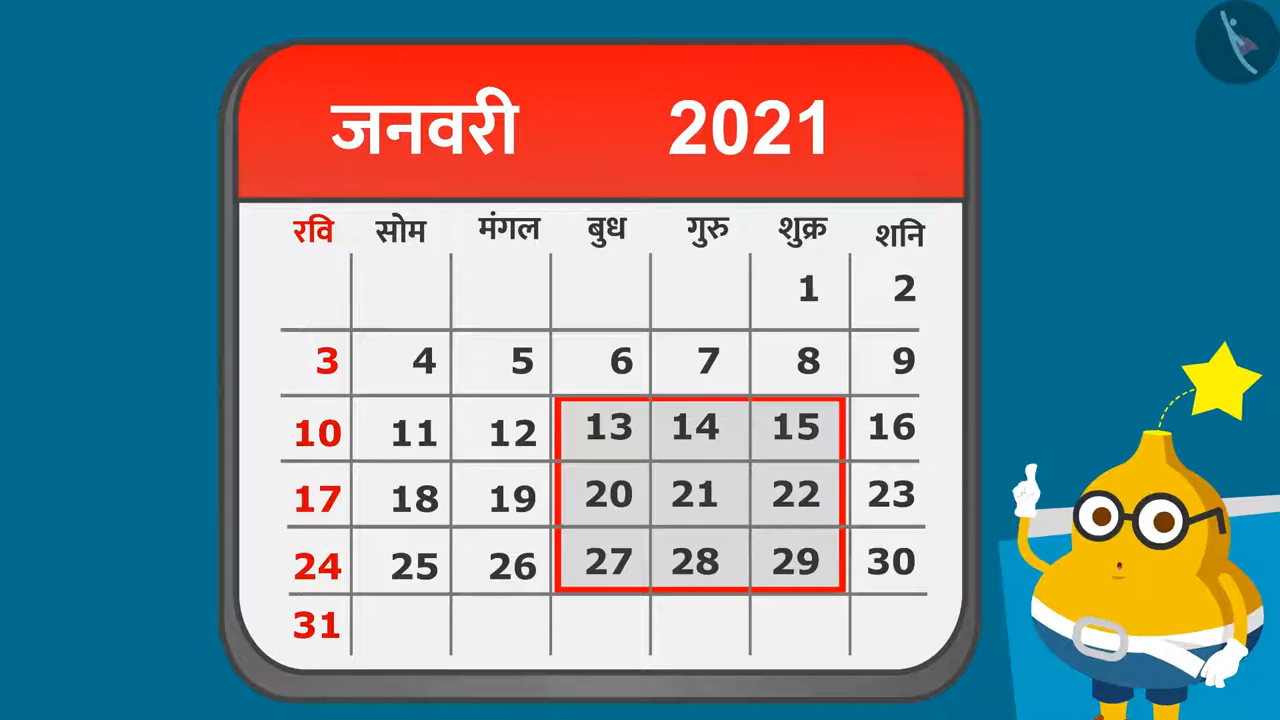 जनवरी 2021
रवि सोम मंगल बुध गुरु शुक्र शनि
1 2
3 4 5 6 7 8 9
10 11 12 13 14 15 16
17 18 19 20 21 22 23
24 25 26 27 28 29 30
31